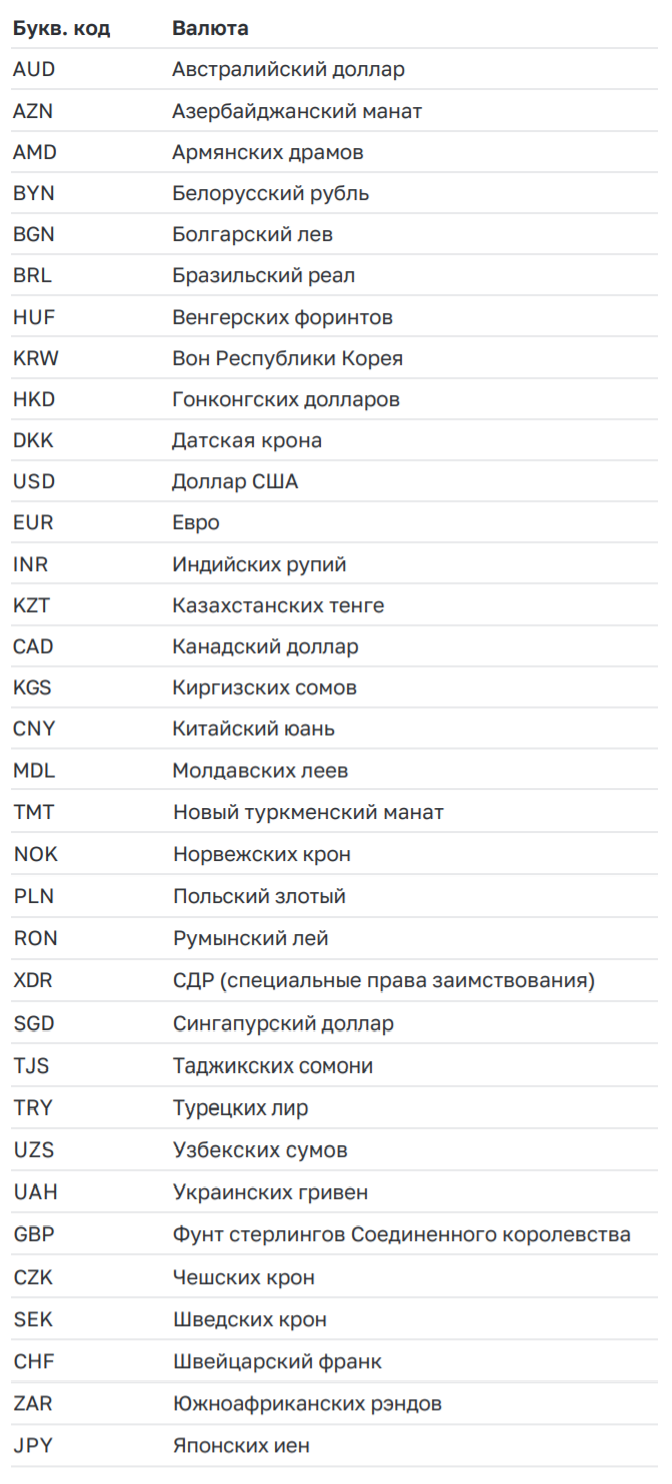 Букв. код Валюта
AUD Австралийский доллар
AZN Азербайджанский манат
AMD Армянских драмов
BYN Белорусский рубль
BGN Болгарский лев
BRL Бразильский реал
HUF Венгерских форинтов
KRW Вон Республики Корея
HKD Гонконгских долларов
DKK Датская крона
USD Доллар США
EUR Евро
INR Индийских рупий
KZT Казахстанских тенге
CAD Канадский доллар
KGS Киргизских сомов
CNY Китайский юань
MDL Молдавских леев
TMT Новый туркменский манат
NOK Норвежских крон
PLN Польский злотый
RON Румынский лей
XDR СДР (специальные права заимствования)
SGD Сингапурский доллар
TJS Таджикских сомони
TRY Турецких лир
UZS Узбекских сумов
UAH Украинских гривен
GBP Фунт стерлингов Соединенного королевства
CZK Чешских крон
SEK Шведских крон
CHF Швейцарский франк
ZAR Южноафриканских рэндов
JPY Японских иен